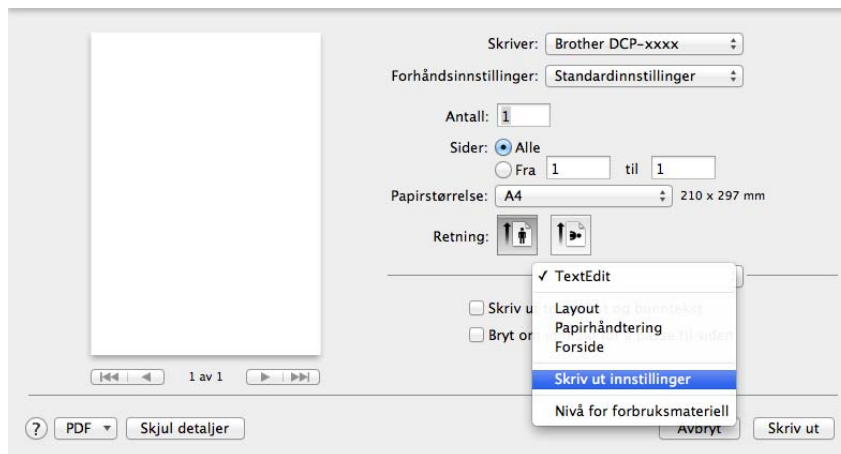 Skriver: Brother DCP-xxxx
Forhåndsinnstillinger: Standardinnstillinger
Antall: 1
Sider: Alle
Fra 1 til 1
Papirstørrelse: A4 210 x 297 mm
Retning:
✓ TextEdit
Skriv u og bunntekst
Layout
Papirhåndtering
Bryt om til siden
Forside
1 av 1
Skriv ut innstillinger
Nivå for forbruksmateriell
? PDF Skjul detaljer Avbryt Skriv ut